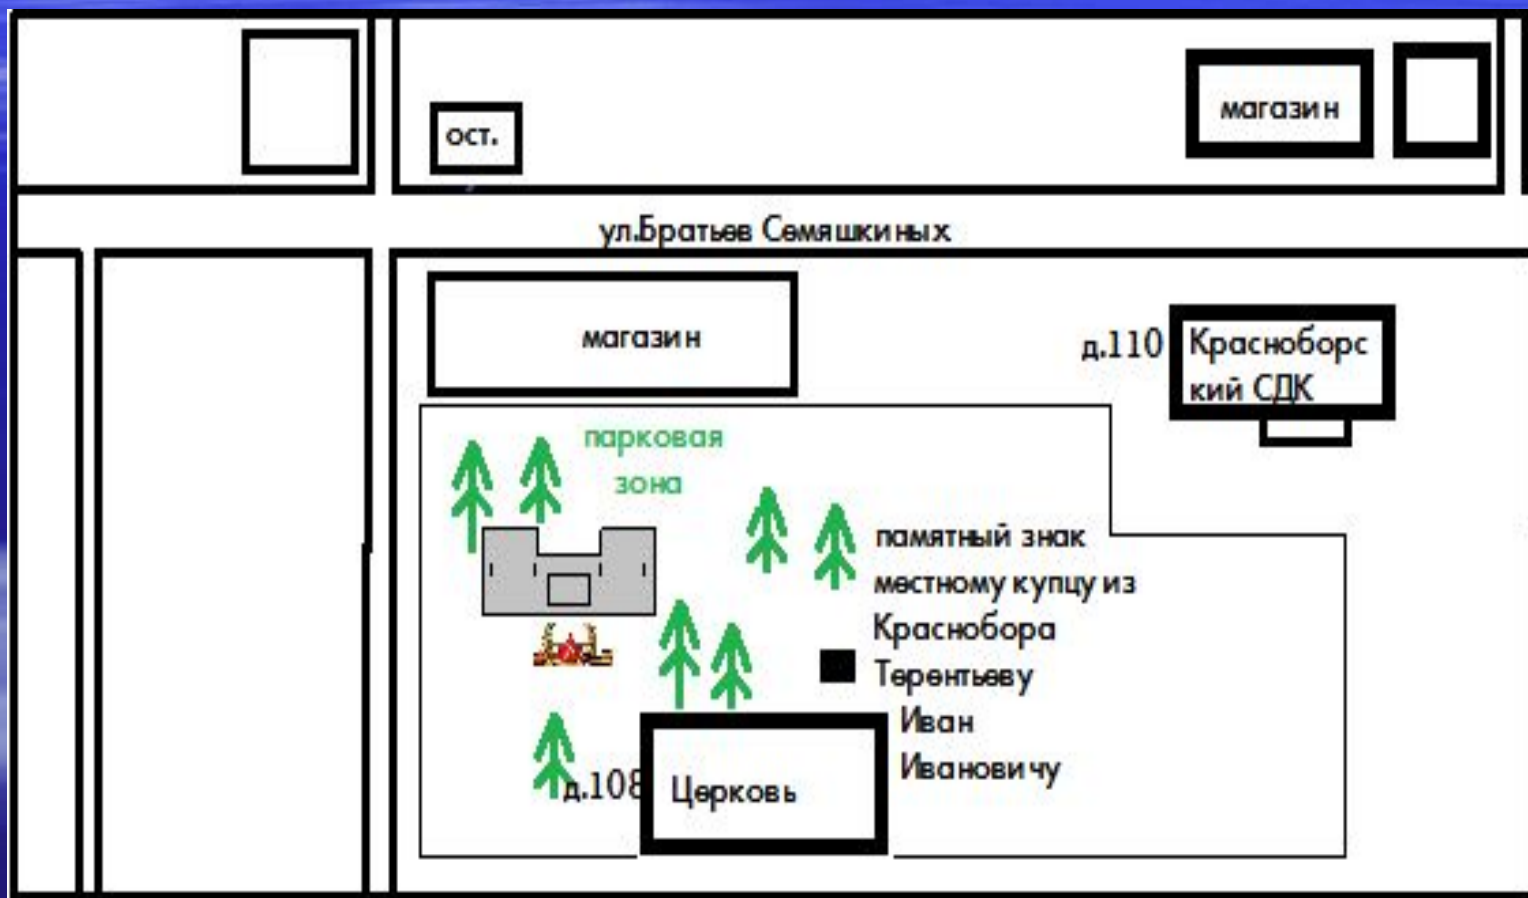 ост.
магазин
ул.Братьев Семяшкиных
магазин
д.110
Красноборс
кий СДК
парковая
зона
памятный знак
местному купцу из
Краснобора
Терентьеву
Иван
Ивановичу
д.108
Церковь